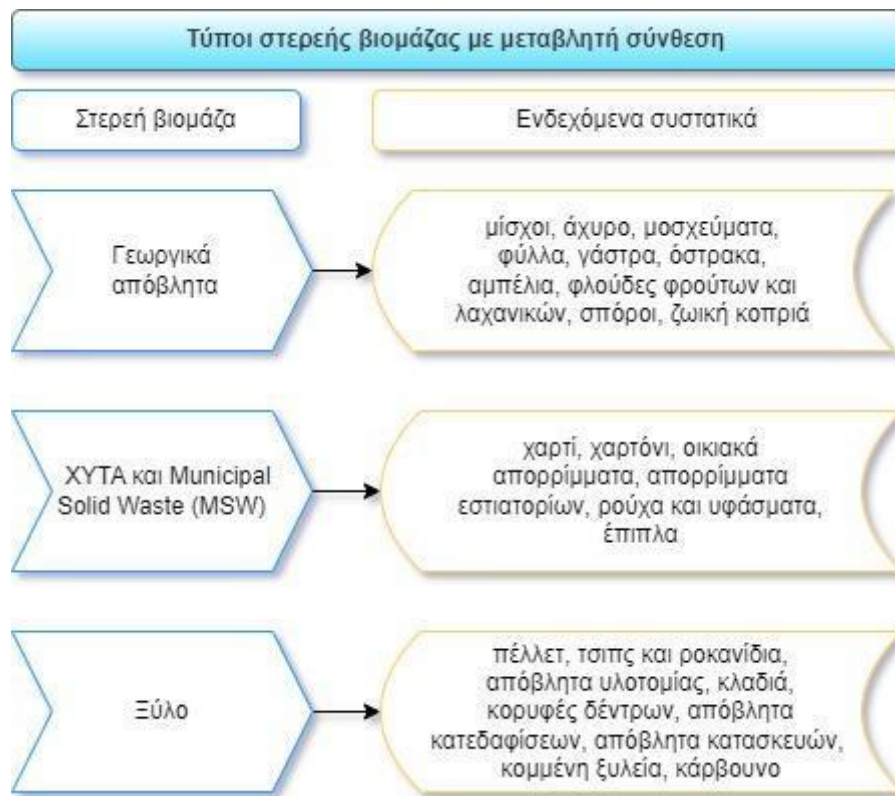 Τύποι στερεής βιομάζας με μεταβλητή σύνθεση
Στερεή βιομάζα
Ενδεχόμενα συστατικά
Γεωργικά
απόβλητα
μίσχοι, άχυρο, μοσχεύματα,
φύλλα, γάστρα, όστρακα,
αμπέλια, φλούδες φρούτων και
λαχανικών, σπόροι, ζωική κοπριά
ΧΥΤΑ και Municipal
Solid Waste (MSW)
χαρτί, χαρτόνι, οικιακά
απορρίμματα, απορρίμματα
εστιατορίων, ρούχα και υφάσματα,
έπιπλα
Ξύλο
πέλλετ, τσιπς και ροκανίδια,
απόβλητα υλοτομίας, κλαδιά,
κορυφές δέντρων, απόβλητα
κατεδαφίσεων, απόβλητα κατασκευών,
κομμένη ξυλεία, κάρβουνο